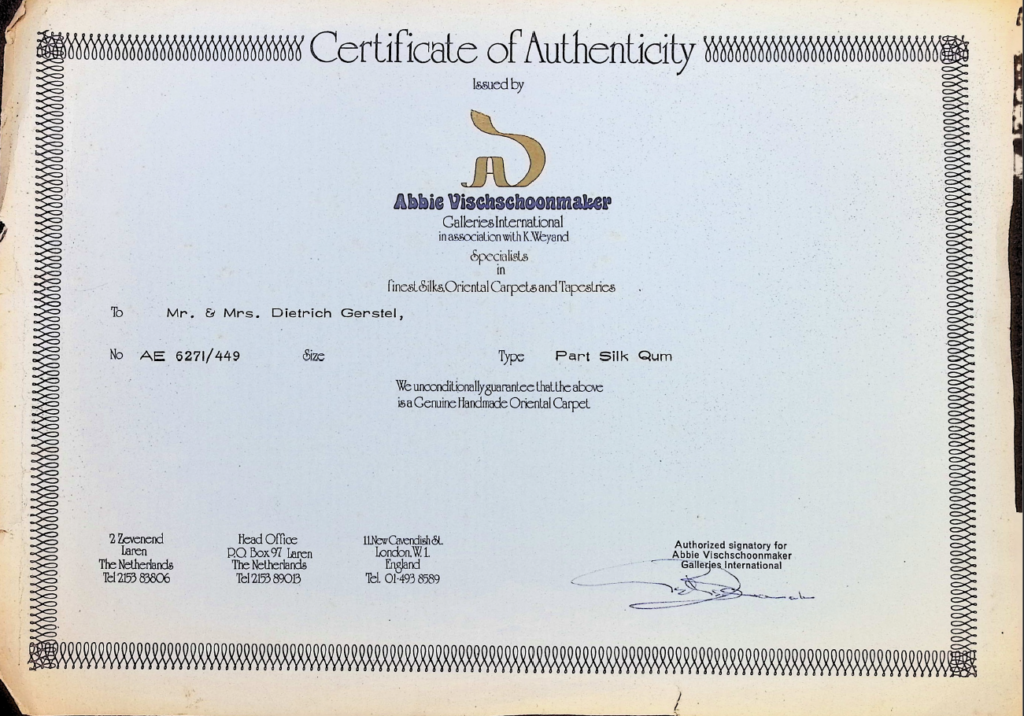 Certificate of Authenticity
Issued by
Abbie Vischschoonmaker
Galleries International
in association with K. Weyand
Specialists
in
finest Silks, Oriental Carpets and Tapestries
To Mr. & Mrs. Dietrich Gerstel,
No AE 6271/449 Size Type Part Silk Qum
We unconditionally guarantee that the above
is a Genuine Handmade Oriental Carpet
2 Zevenend
Laren
The Netherlands
Tel 2153 83806
Head Office
P.O. Box 97 Laren
The Netherlands
Tel 2153 89013
11. New Cavendish St.
London. W 1.
England
Tel. 01-493 8589
Authorized signatory for
Abbie Vischschoonmaker
Galleries International